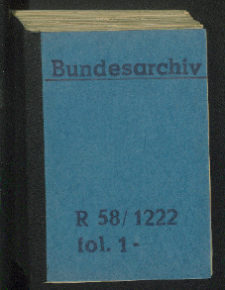 Bundesarchiv
R 58/1222
fol. 1-